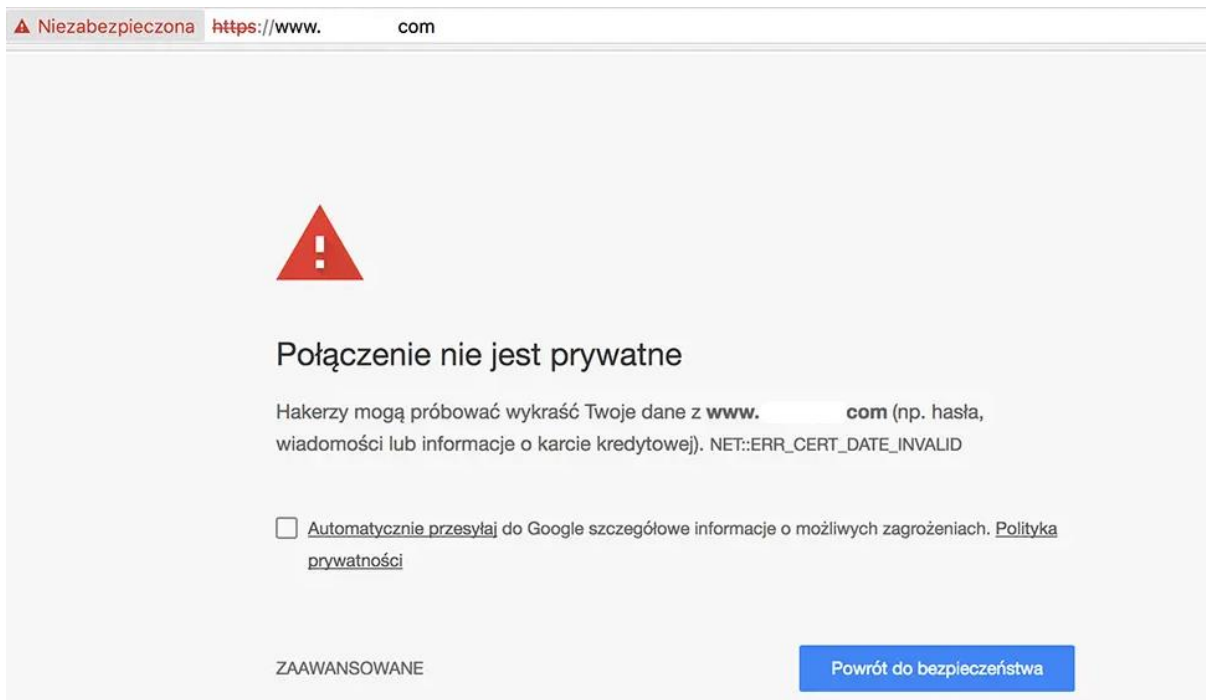 Niezabezpieczona https://www. com
Połączenie nie jest prywatne
Hakerzy mogą próbować wykraść Twoje dane z www. com (np. hasła,
wiadomości lub informacje o karcie kredytowej). NET::ERR_CERT_DATE_INVALID
Automatycznie przesyłaj do Google szczegółowe informacje o możliwych zagrożeniach. Polityka
prywatności
ZAAWANSOWANE Powrót do bezpieczeństwa